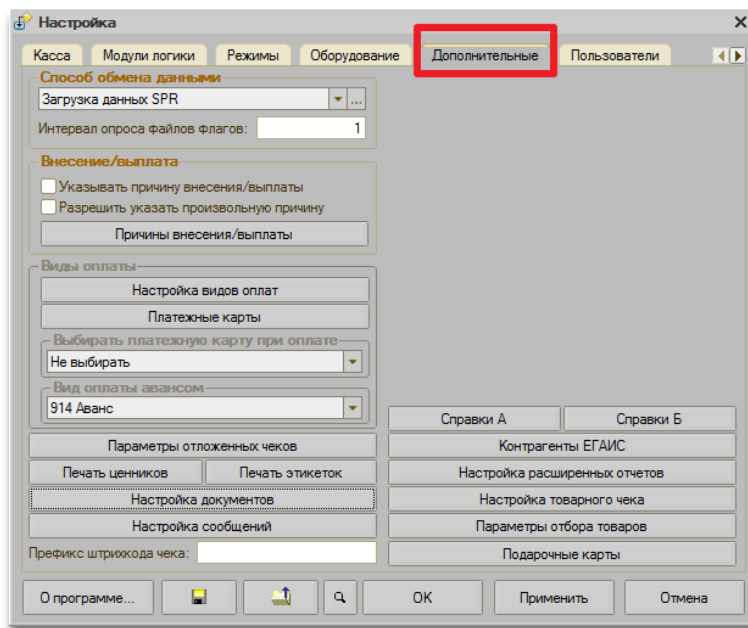 Настройка
Касса Модули логики Режимы Оборудование Дополнительные Пользователи
Способ обмена данными
Загрузка данных SPR ...
Интервал опроса файлов флагов: 1
Внесение/выплата
Указывать причину внесения/выплаты
Разрешить указать произвольную причину
Причины внесения/выплаты
Виды оплаты
Настройка видов оплат
Платежные карты
Выбирать платежную карту при оплате
Не выбирать
Вид оплаты авансом
914 Аванс
Справки А Справки Б
Параметры отложенных чеков Контрагенты ЕГАИС
Печать ценников Печать этикеток Настройка расширенных отчетов
Настройка документов Настройка товарного чека
Настройка сообщений Параметры отбора товаров
Префикс штрихкода чека: Подарочные карты
О программе... ОК Применить Отмена